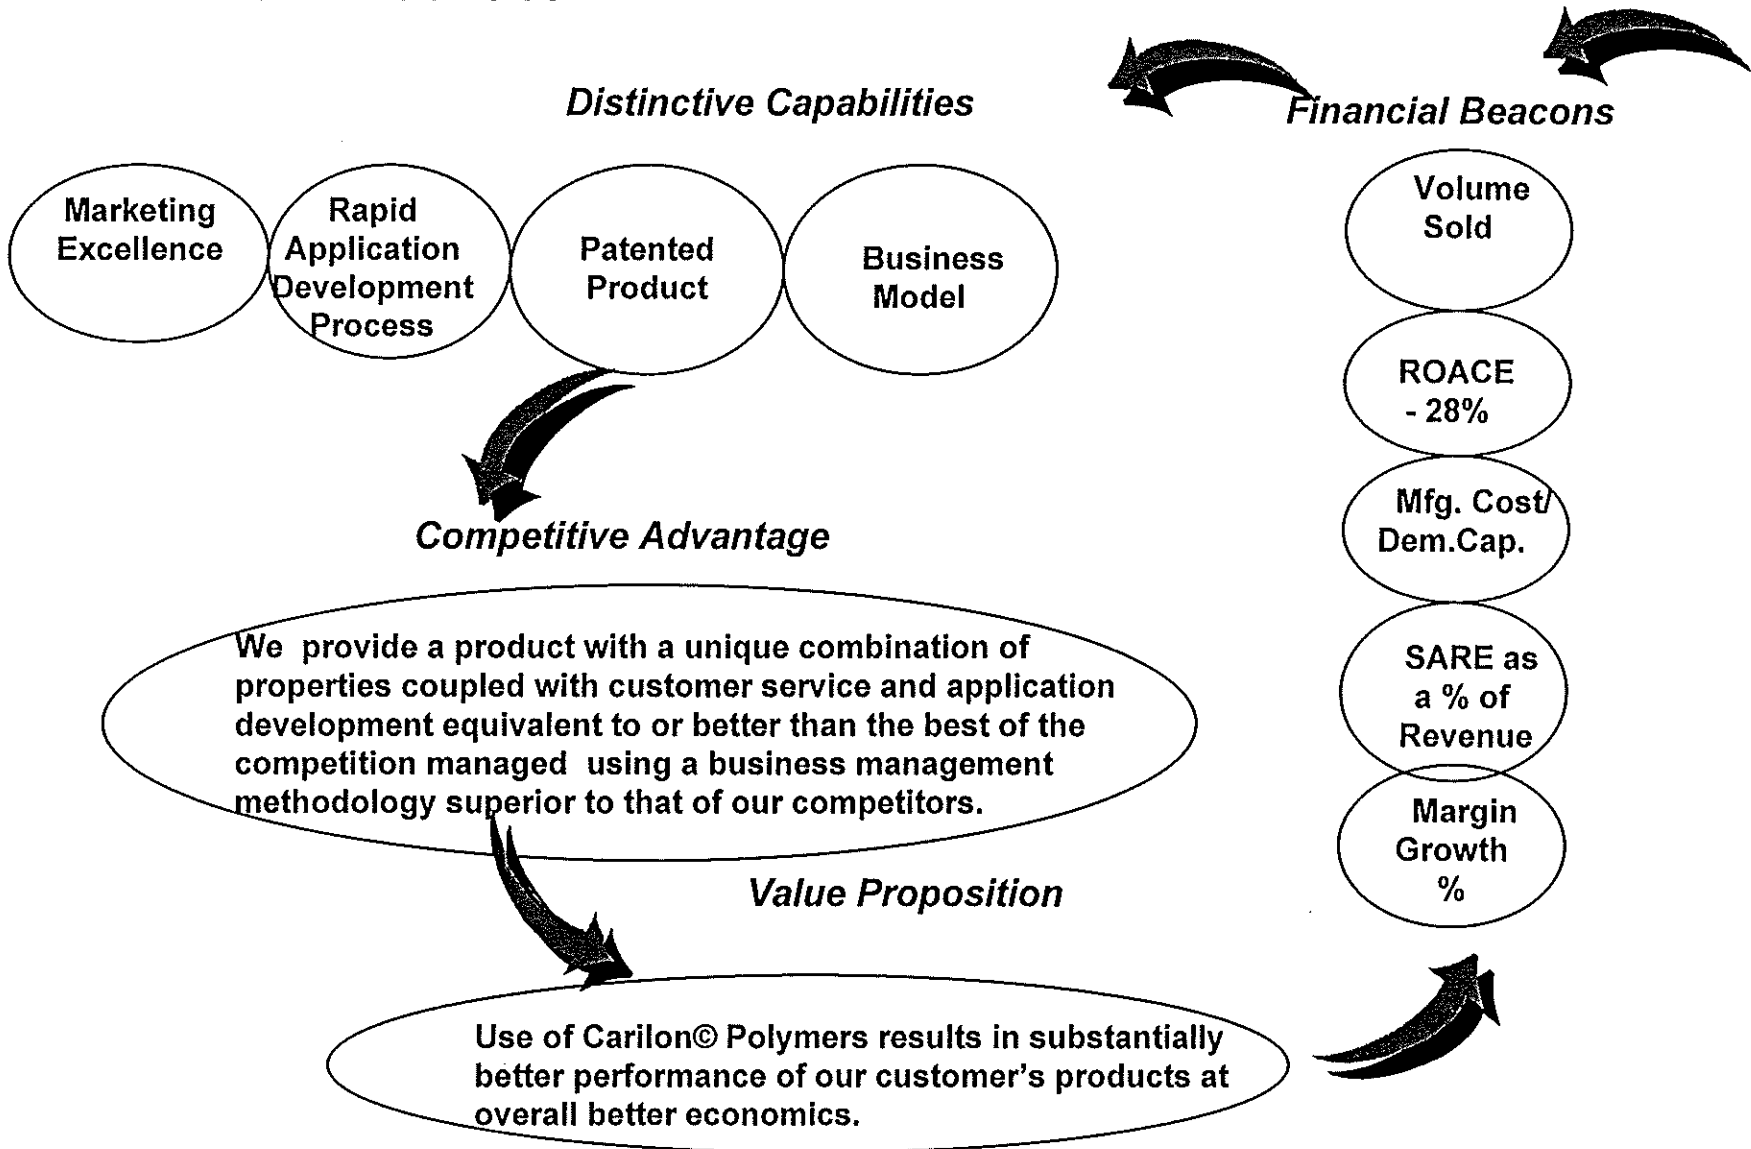 Distinctive Capabilities
Financial Beacons
Marketing
Excellence
Rapid
Application
Development
Process
Patented
Product
Business
Model
Volume
Sold
ROACE
- 28%
Mfg. Cost/
Dem.Cap.
SARE as
a % of
Revenue
Margin
Growth
%
Competitive Advantage
We provide a product with a unique combination of
properties coupled with customer service and application
development equivalent to or better than the best of the
competition managed using a business management
methodology superior to that of our competitors.
Value Proposition
Use of Carilon© Polymers results in substantially
better performance of our customer's products at
overall better economics.